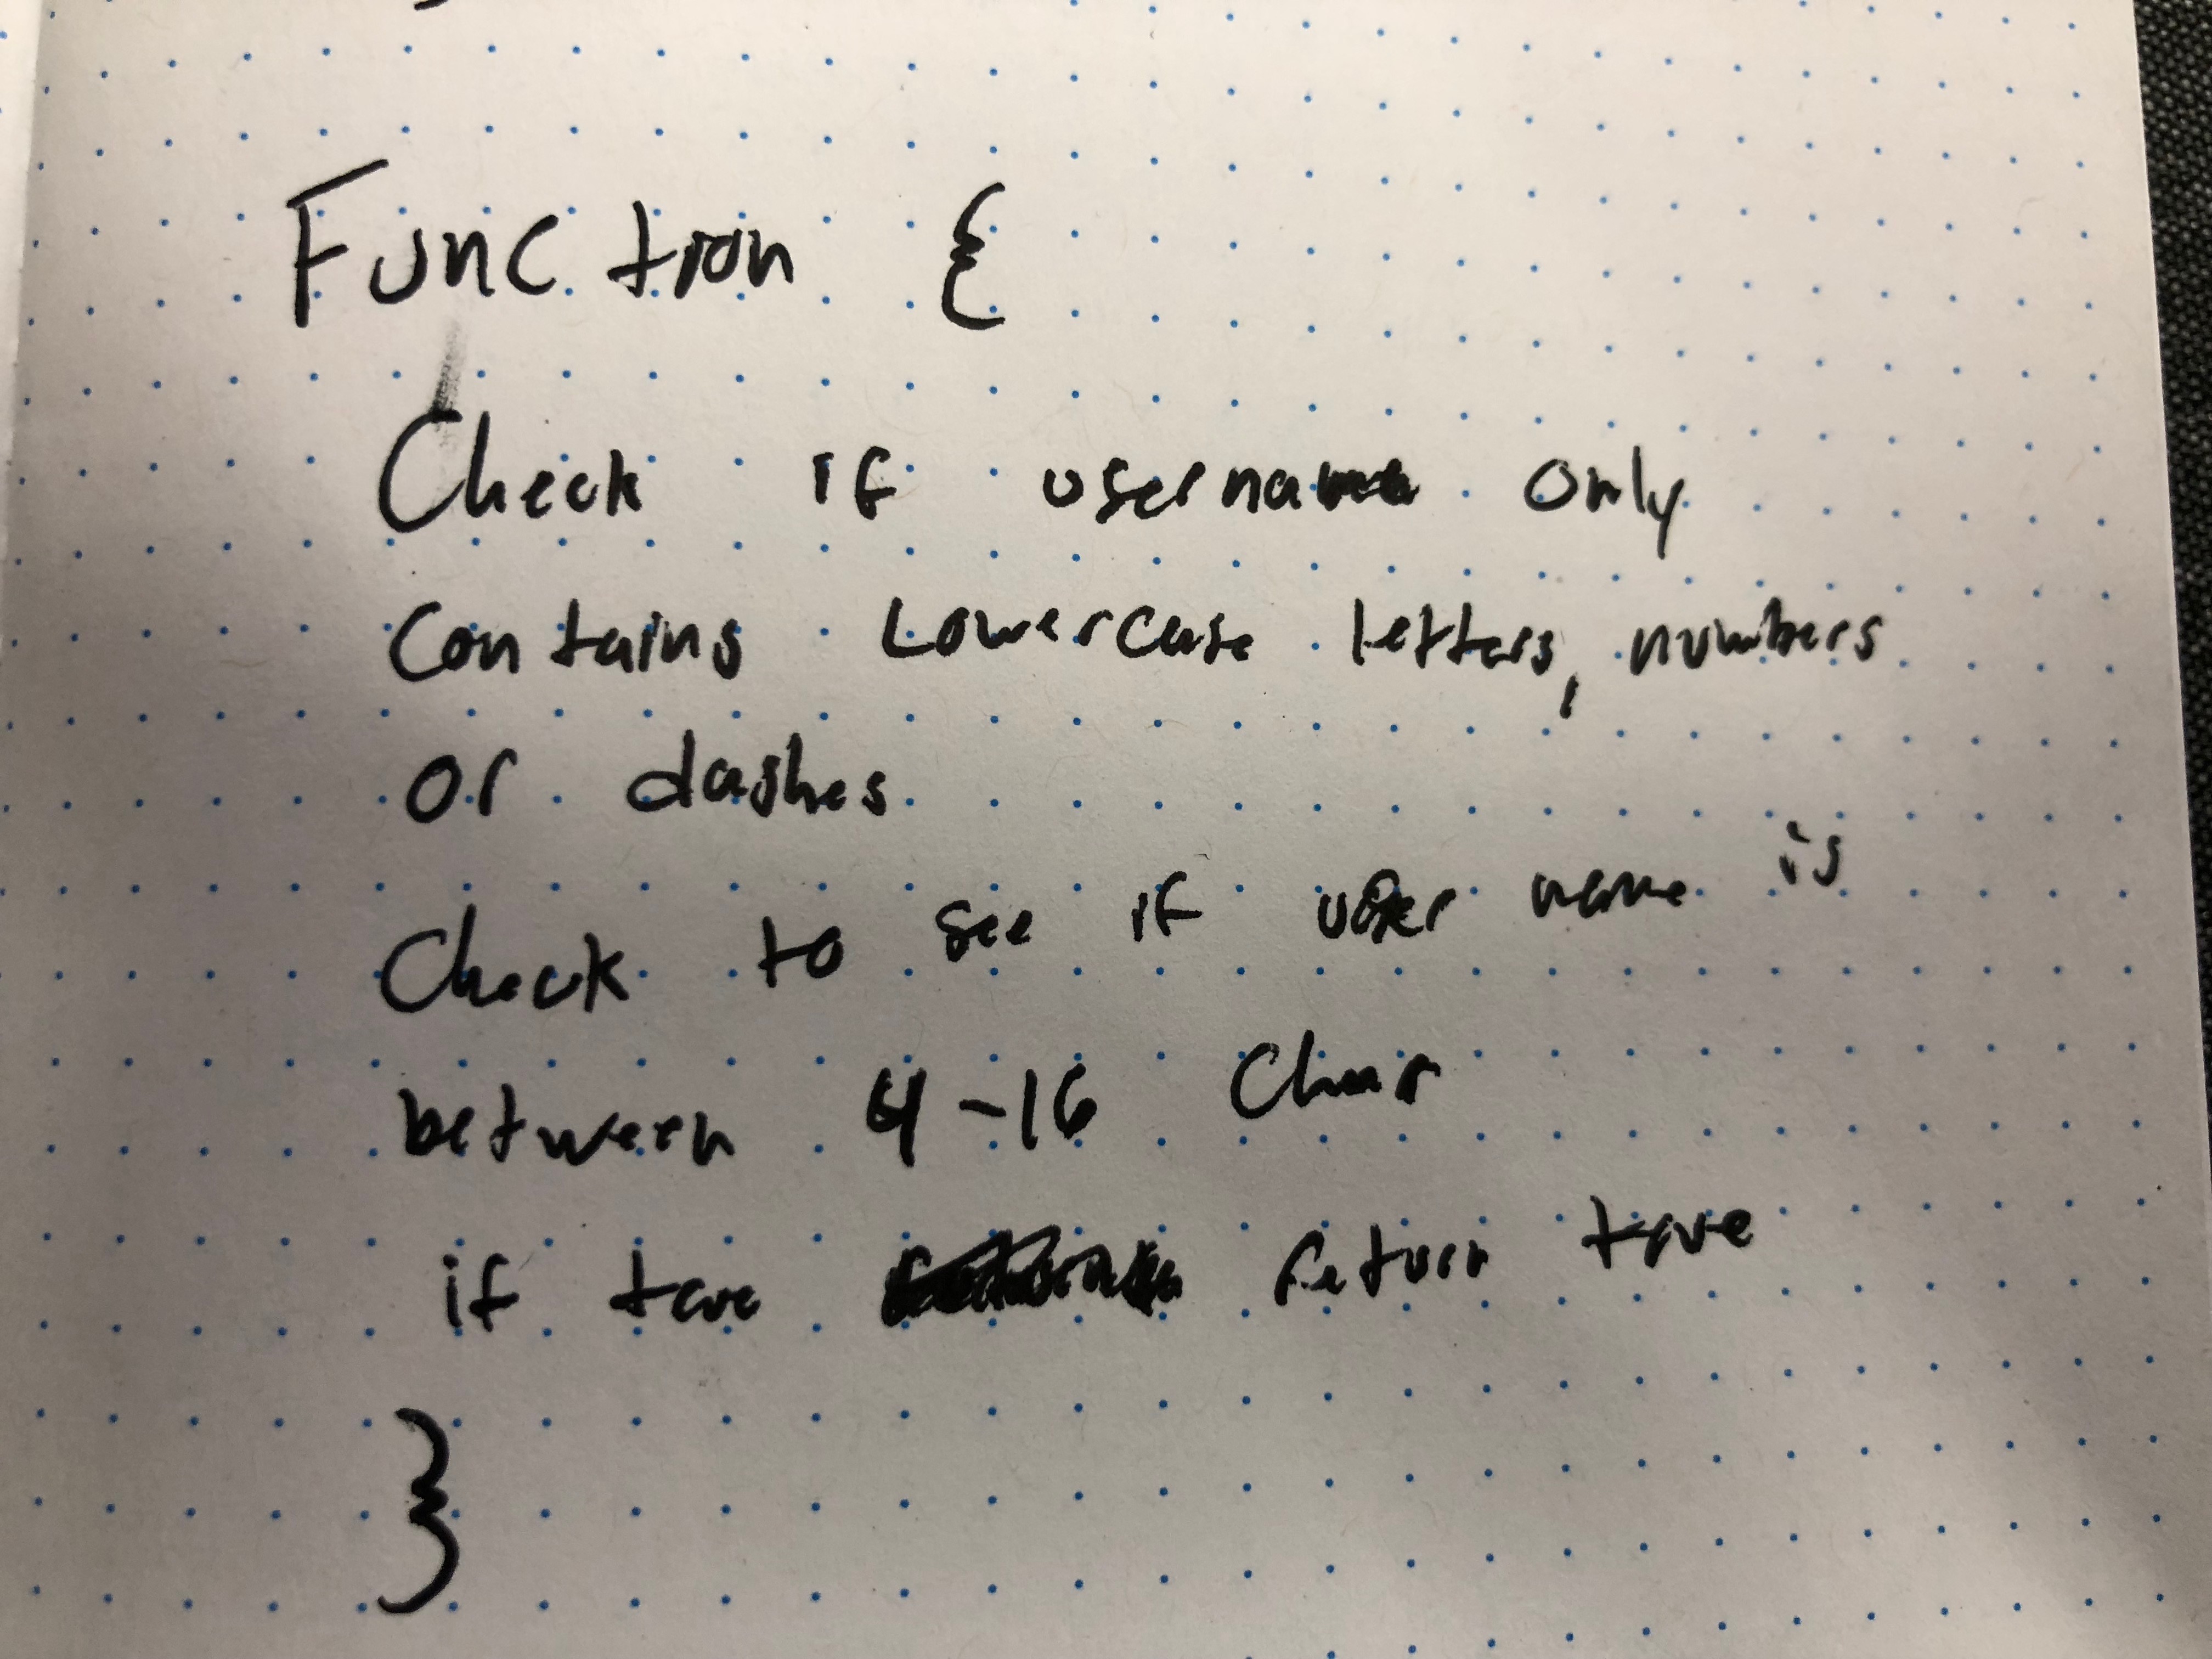 Function {
Check if username only
Contains Lowercase letters, numbers
or dashes
Check to see if user name is
between 4-16 Char
if true return true
}